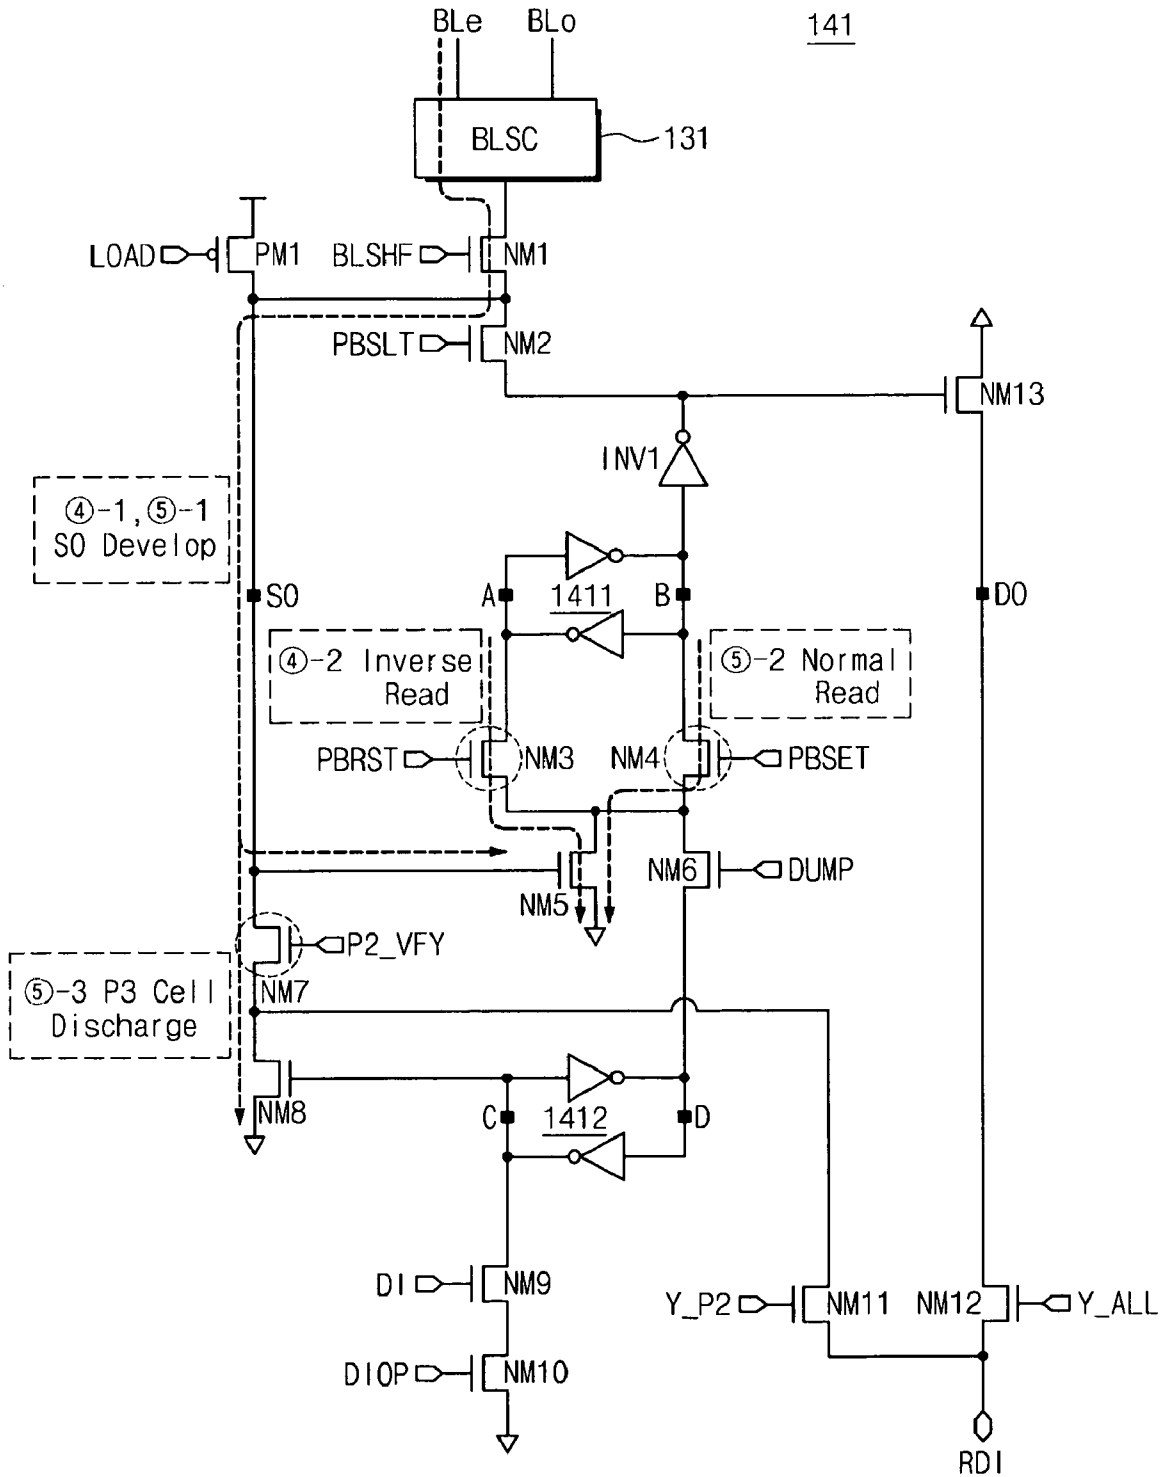 BLe
BLo
141
BLSC
131
LOAD
PM1
BLSHF
NM1
PBSLT
NM2
NM13
INV1
④-1, ⑤-1
SO Develop
SO
A
1411
B
DO
④-2 Inverse
Read
⑤-2 Normal
Read
PBRST
NM3
NM4
PBSET
NM5
NM6
DUMP
P2_VFY
NM7
⑤-3 P3 Cell
Discharge
NM8
C
1412
D
DI
NM9
Y_P2
NM11
NM12
Y_ALL
DIOP
NM10
RDI